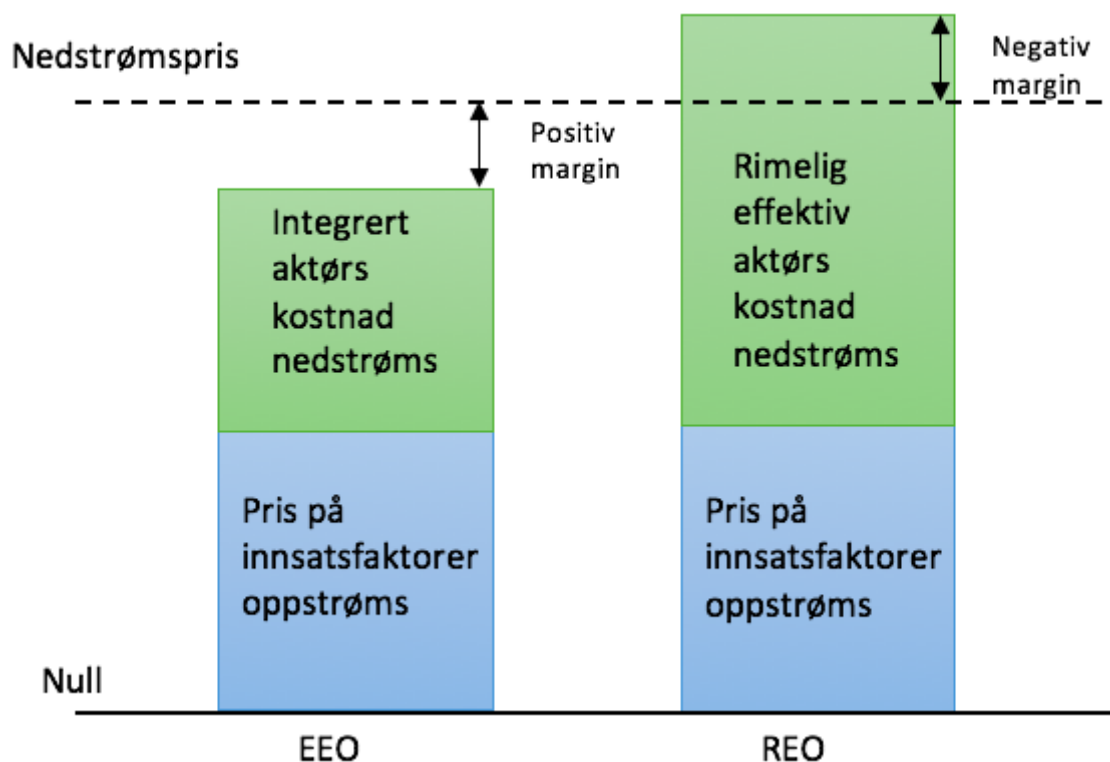 Nedstrømspris
Negativ
margin
Positiv
margin
Integrert
aktørs
kostnad
nedstrøms
Rimelig
effektiv
aktørs
kostnad
nedstrøms
Pris på
innsatsfaktorer
oppstrøms
Pris på
innsatsfaktorer
oppstrøms
Null
EEO
REO